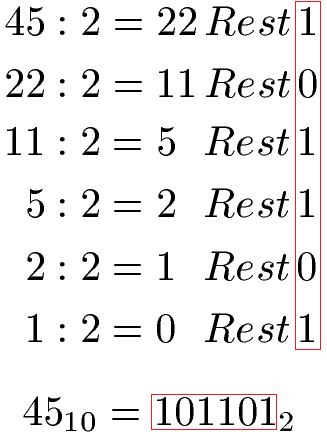 45 : 2 = 22 Rest 1
22 : 2 = 11 Rest 0
11 : 2 = 5 Rest 1
5 : 2 = 2 Rest 1
2 : 2 = 1 Rest 0
1 : 2 = 0 Rest 1
45₁₀ = 101101₂